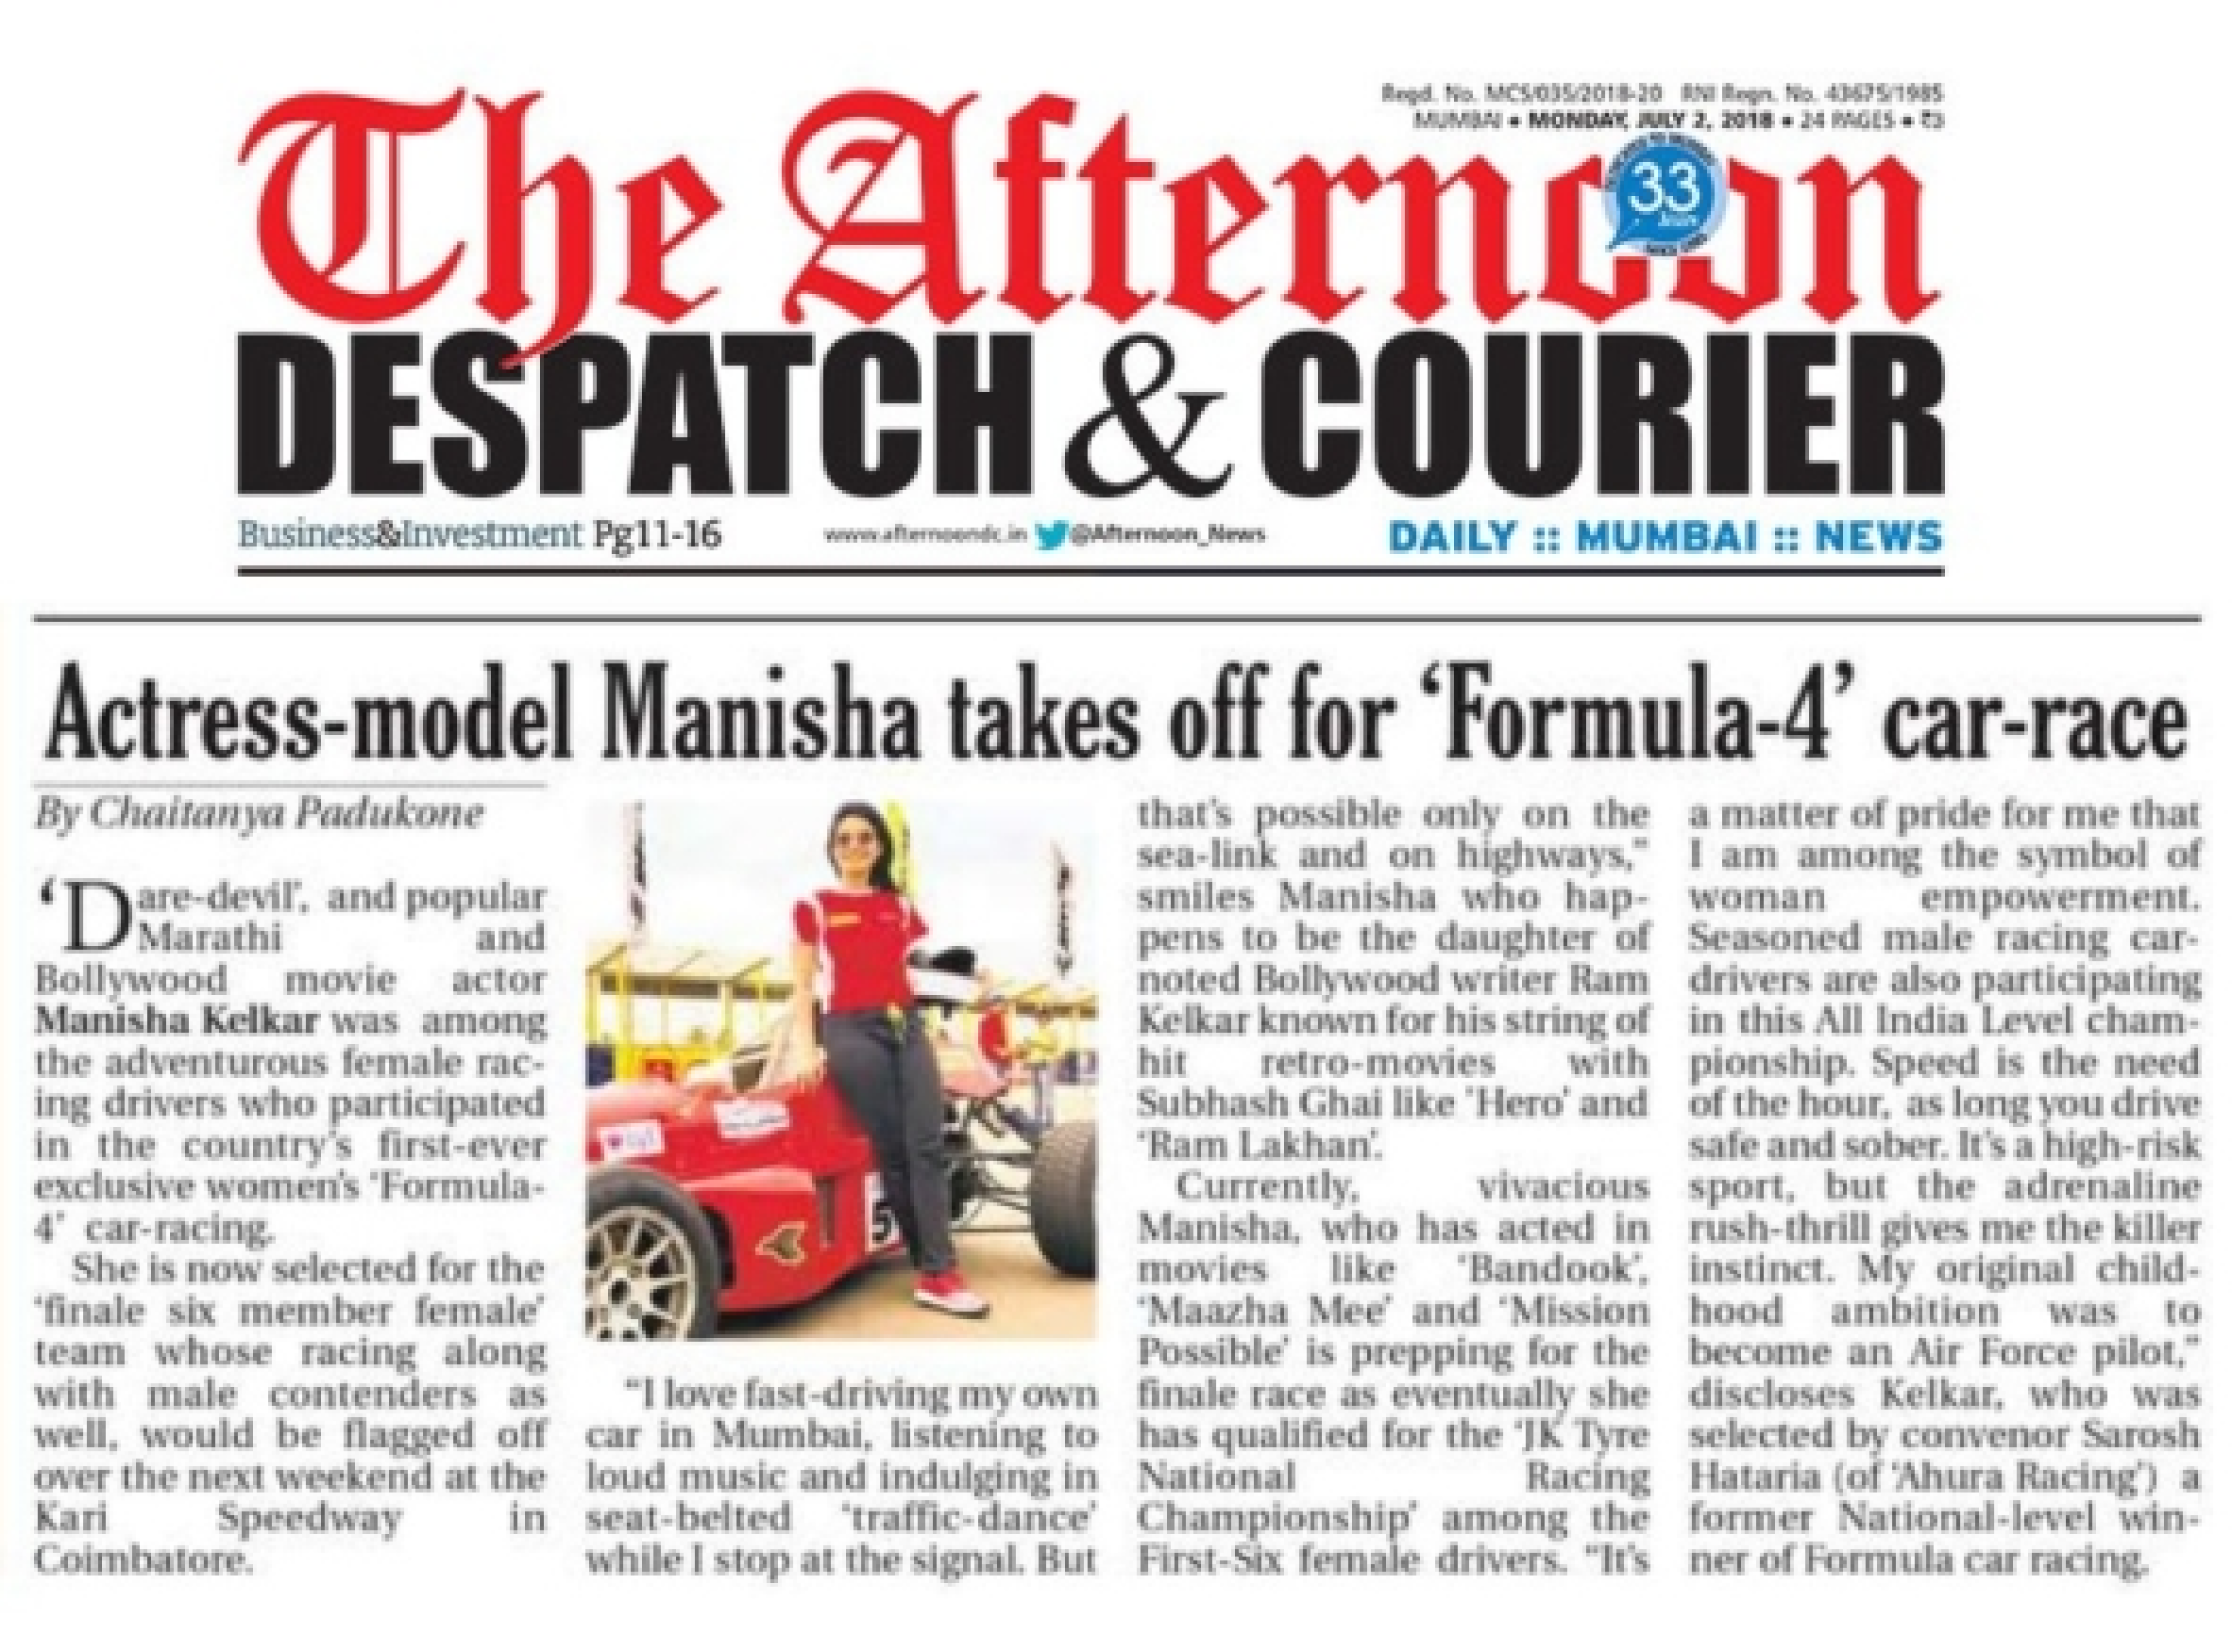 Regd. No. MCS/035/2018-20 RNI Regn. No. 43675/1985
MUMBAI • MONDAY, JULY 2, 2018 • 24 PAGES • ₹3
The Afternoon
33
DESPATCH & COURIER
Business&Investment Pg11-16
www.afternoondc.in @Afternoon_News
DAILY :: MUMBAI :: NEWS
Actress-model Manisha takes off for ‘Formula-4’ car-race
By Chaitanya Padukone
‘Dare-devil’, and popular
Marathi and
Bollywood movie actor
Manisha Kelkar was among
the adventurous female rac-
ing drivers who participated
in the country's first-ever
exclusive women's 'Formula-
4' car-racing.
She is now selected for the
'finale six member female'
team whose racing along
with male contenders as
well, would be flagged off
over the next weekend at the
Kari Speedway in
Coimbatore.
5
“I love fast-driving my own
car in Mumbai, listening to
loud music and indulging in
seat-belted 'traffic-dance'
while I stop at the signal. But
that's possible only on the
sea-link and on highways,"
smiles Manisha who hap-
pens to be the daughter of
noted Bollywood writer Ram
Kelkar known for his string of
hit retro-movies with
Subhash Ghai like 'Hero' and
'Ram Lakhan'.
Currently, vivacious
Manisha, who has acted in
movies like 'Bandook',
'Maazha Mee' and 'Mission
Possible' is prepping for the
finale race as eventually she
has qualified for the 'JK Tyre
National Racing
Championship' among the
First-Six female drivers. "It's
a matter of pride for me that
I am among the symbol of
woman empowerment.
Seasoned male racing car-
drivers are also participating
in this All India Level cham-
pionship. Speed is the need
of the hour, as long you drive
safe and sober. It's a high-risk
sport, but the adrenaline
rush-thrill gives me the killer
instinct. My original child-
hood ambition was to
become an Air Force pilot,"
discloses Kelkar, who was
selected by convenor Sarosh
Hataria (of 'Ahura Racing') a
former National-level win-
ner of Formula car racing.